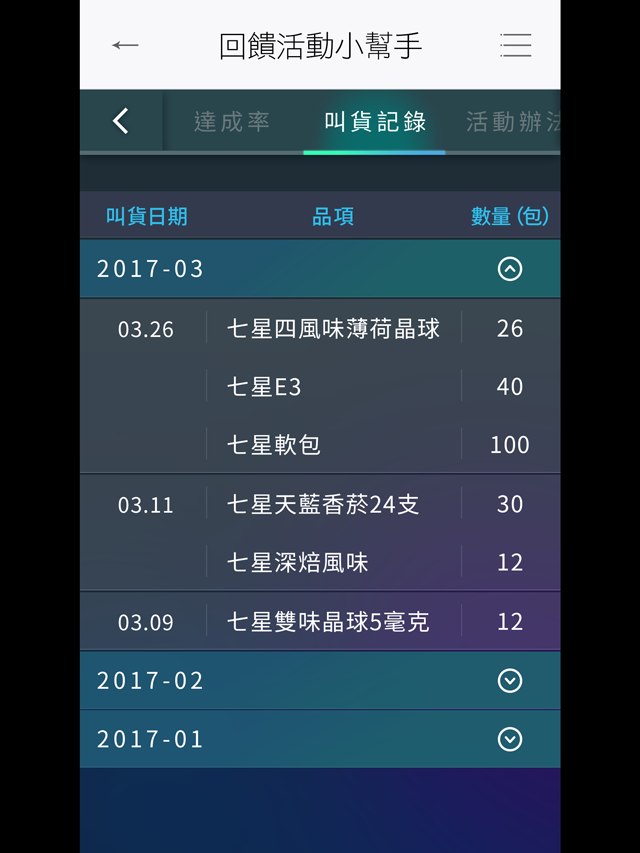 回饋活動小幫手
達成率 叫貨記錄 活動辦法
叫貨日期 品項 數量（包）
2017-03
03.26 七星四風味薄荷晶球 26
七星E3 40
七星軟包 100
03.11 七星天藍香菸24支 30
七星深焙風味 12
03.09 七星雙味晶球5毫克 12
2017-02
2017-01